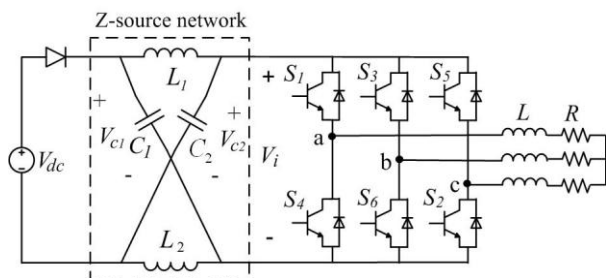 Z-source network
L1
+
Vc1
C1
-
+
Vc2
C2
-
L2
Vdc
+
-
+
Vi
-
S1
S3
S5
a
b
c
S4
S6
S2
L
R